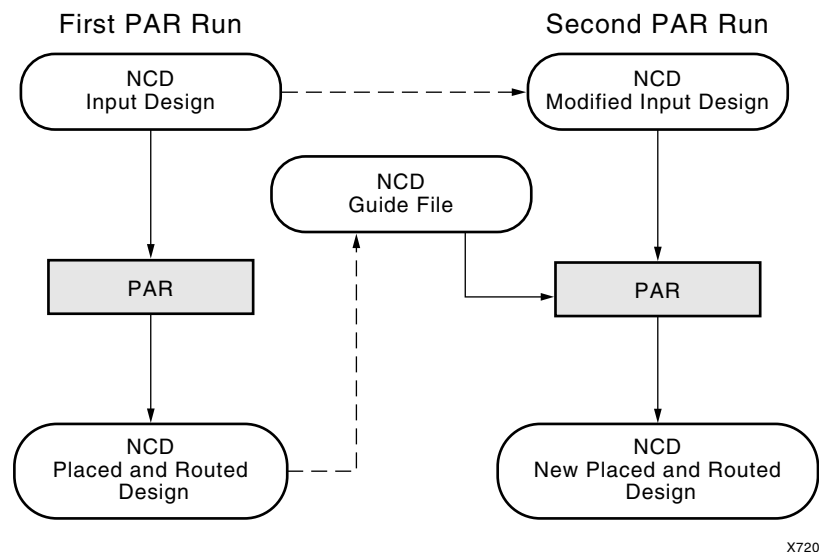 First PAR Run
Second PAR Run
NCD
Input Design
NCD
Modified Input Design
NCD
Guide File
PAR
PAR
NCD
Placed and Routed
Design
NCD
New Placed and Routed
Design
X720